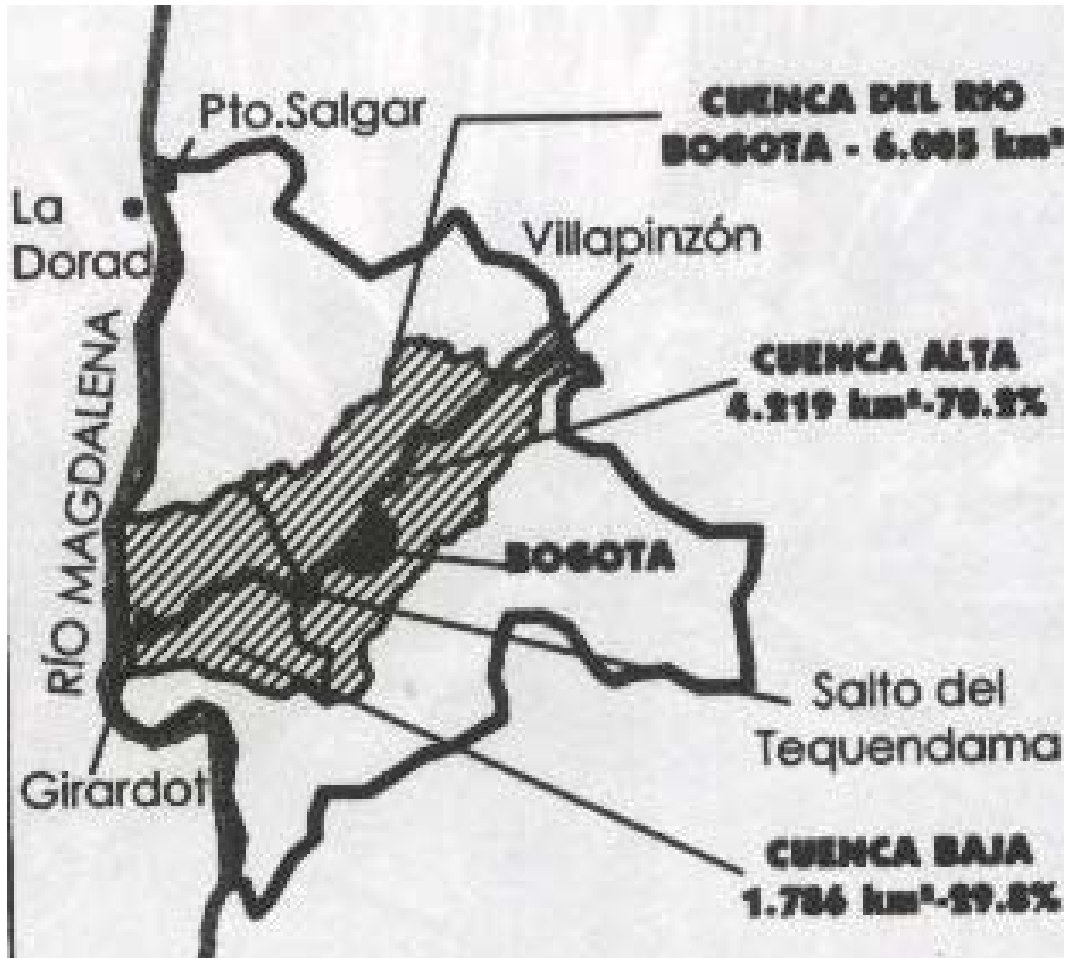 Pto.Salgar
CUENCA DEL RIO
BOGOTA - 6.005 km²
La
Dorad
Villapinzón
RÍO MAGDALENA
CUENCA ALTA
4.219 km²-70.2%
BOGOTA
Salto del
Tequendama
Girardot
CUENCA BAJA
1.786 km²-29.8%